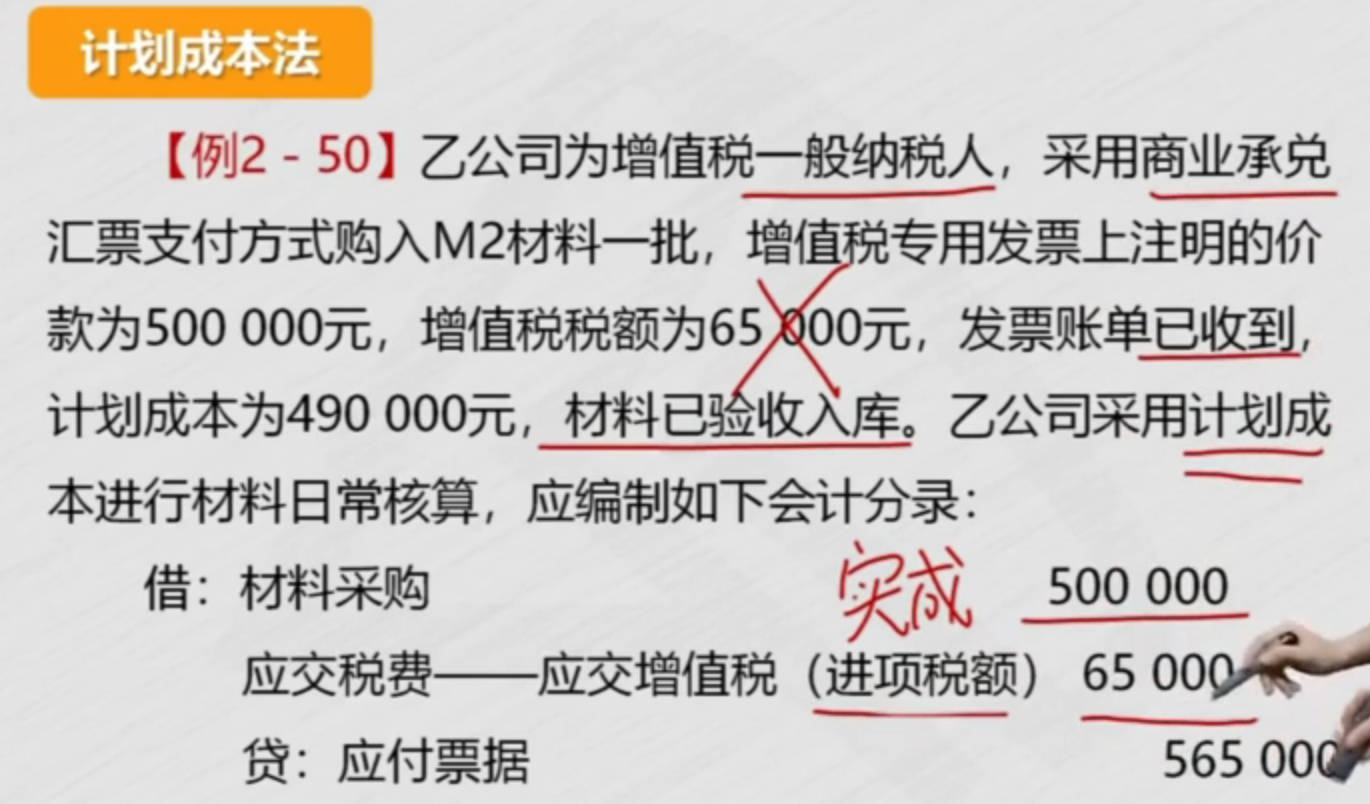 计划成本法
【例2-50】乙公司为增值税一般纳税人，采用商业承兑
汇票支付方式购入M2材料一批，增值税专用发票上注明的价
款为500 000元，增值税税额为65 000元，发票账单已收到，
计划成本为490 000元，材料已验收入库。乙公司采用计划成
本进行材料日常核算，应编制如下会计分录：
借：材料采购 实成 500 000
应交税费——应交增值税（进项税额） 65 000
贷：应付票据 565 000